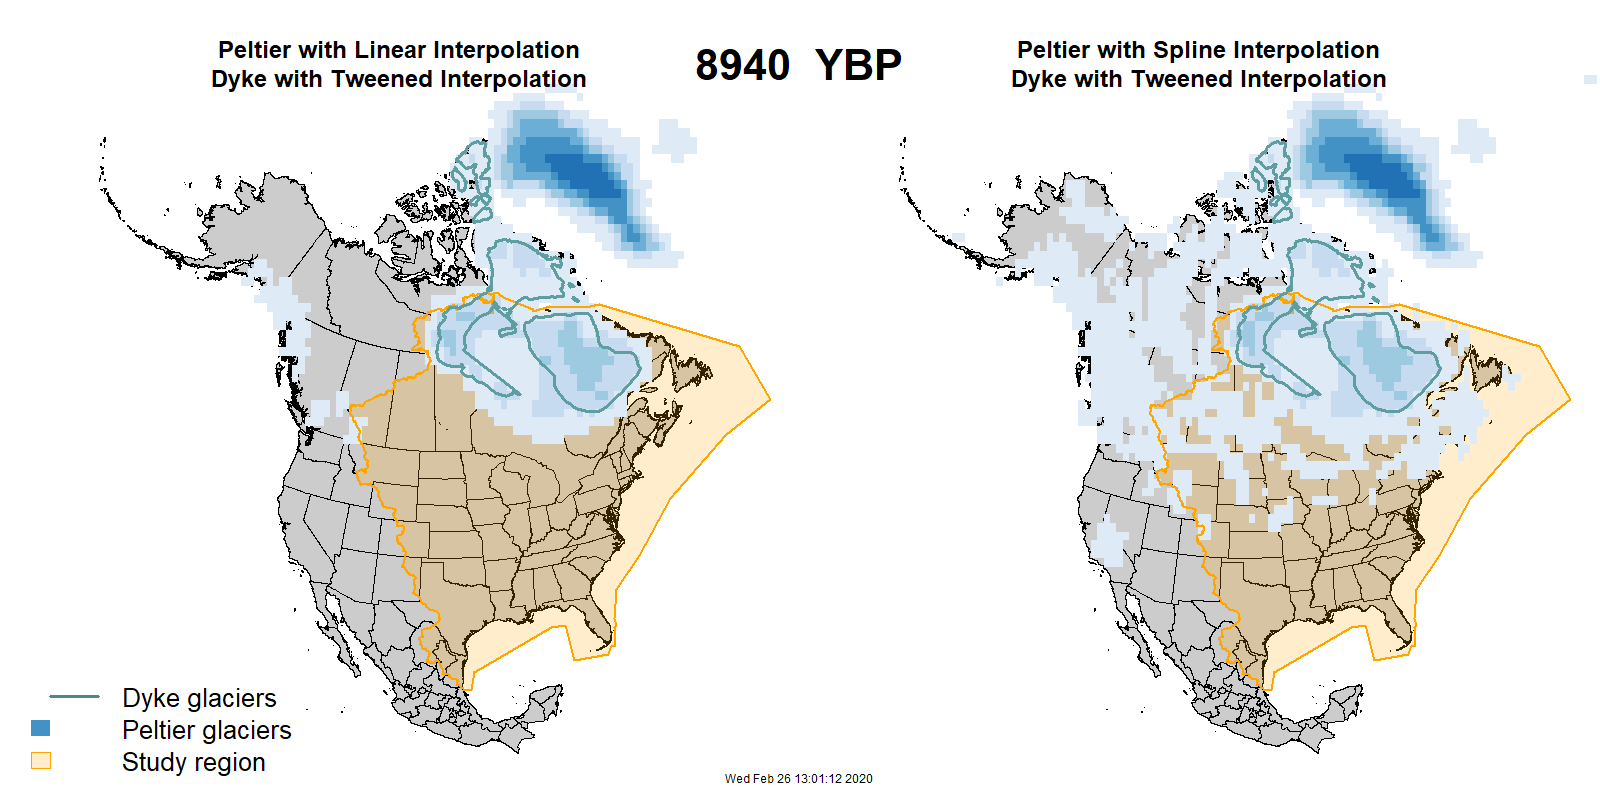 Peltier with Linear Interpolation
Dyke with Tweened Interpolation
8940 YBP
Peltier with Spline Interpolation
Dyke with Tweened Interpolation
Dyke glaciers
Peltier glaciers
Study region
Wed Feb 26 13:01:12 2020